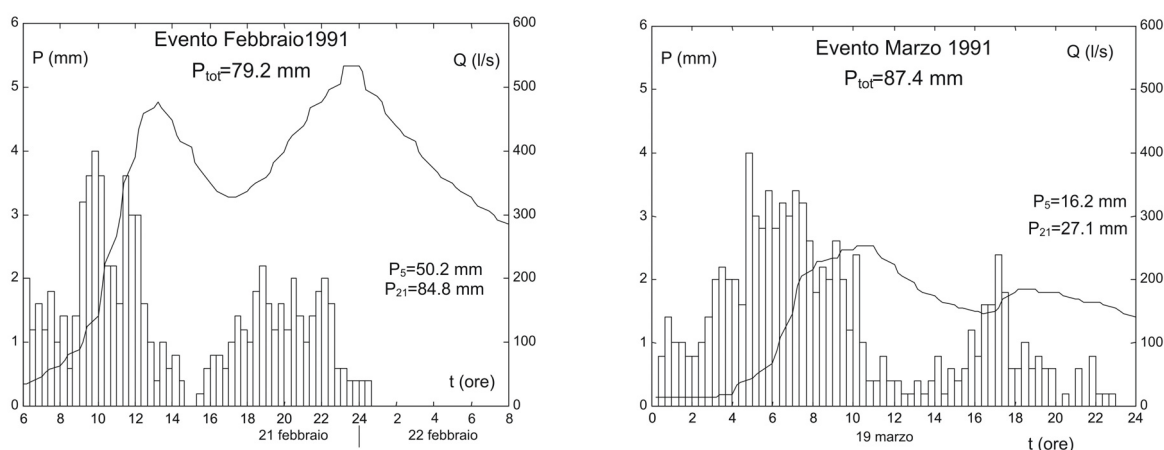 Evento Febbraio1991
P (mm)
Q (l/s)
Ptot=79.2 mm
P5=50.2 mm
P21=84.8 mm
t (ore)
6
5
4
3
2
1
0
600
500
400
300
200
100
0
6 8 10 12 14 16 18 20 22 24 2 4 6 8
21 febbraio 22 febbraio
Evento Marzo 1991
P (mm)
Q (l/s)
Ptot=87.4 mm
P5=16.2 mm
P21=27.1 mm
6
5
4
3
2
1
0
600
500
400
300
200
100
0
0 2 4 6 8 10 12 14 16 18 20 22 24
19 marzo
t (ore)